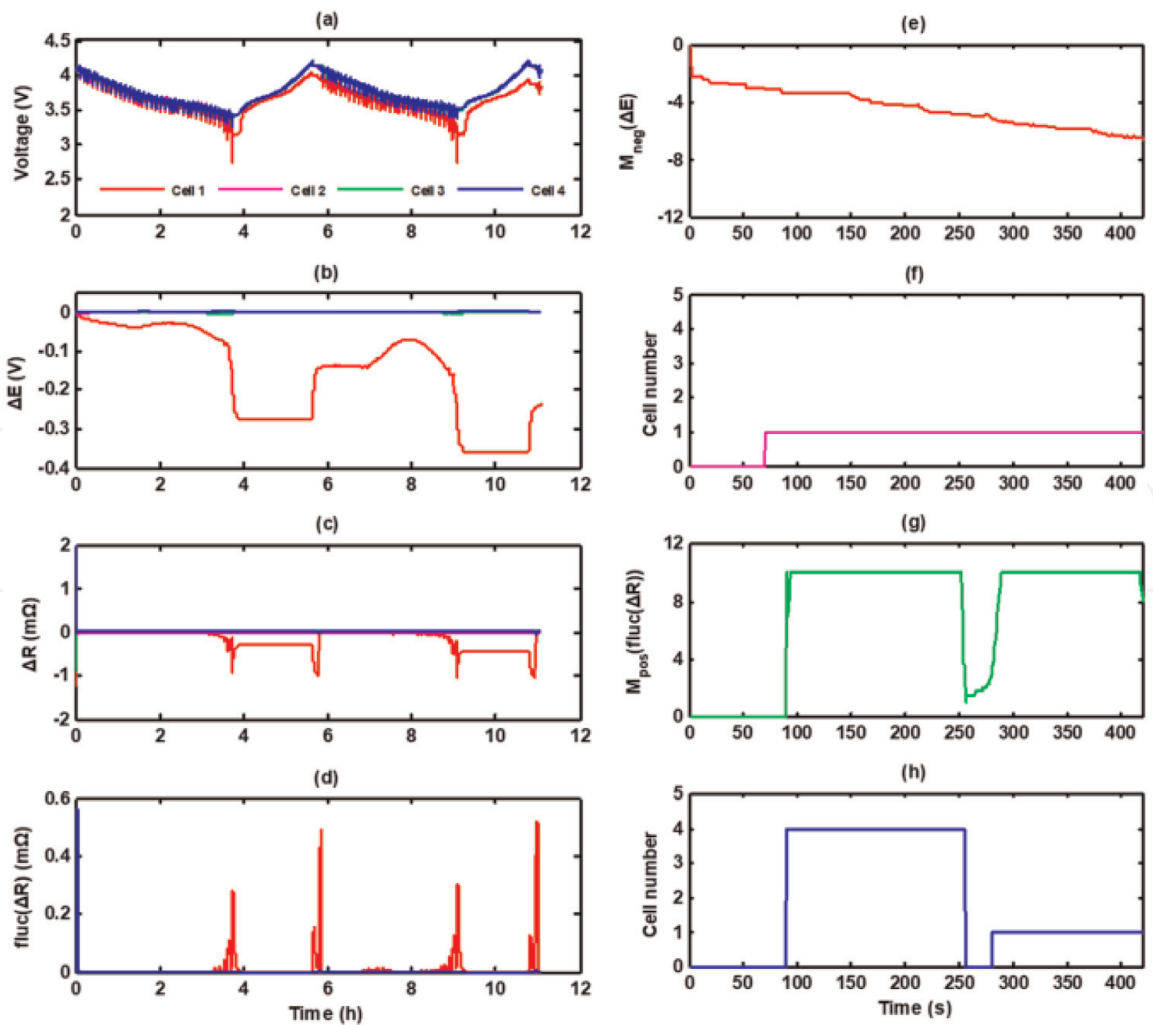 (a)
4.5
4
3.5
3
2.5
2
Voltage (V)
Cell 1 Cell 2 Cell 3 Cell 4
0 2 4 6 8 10 12
(b)
0
-0.1
-0.2
-0.3
-0.4
ΔE (V)
0 2 4 6 8 10 12
(c)
2
1
0
-1
-2
ΔR (mΩ)
0 2 4 6 8 10 12
(d)
0.6
0.4
0.2
0
fluc(ΔR) (mΩ)
0 2 4 6 8 10 12
Time (h)
(e)
0
-4
-8
-12
Mneg(ΔE)
0 50 100 150 200 250 300 350 400
(f)
5
4
3
2
1
0
Cell number
0 50 100 150 200 250 300 350 400
(g)
12
8
4
0
Mpos(fluc(ΔR))
0 50 100 150 200 250 300 350 400
(h)
5
4
3
2
1
0
Cell number
0 50 100 150 200 250 300 350 400
Time (s)